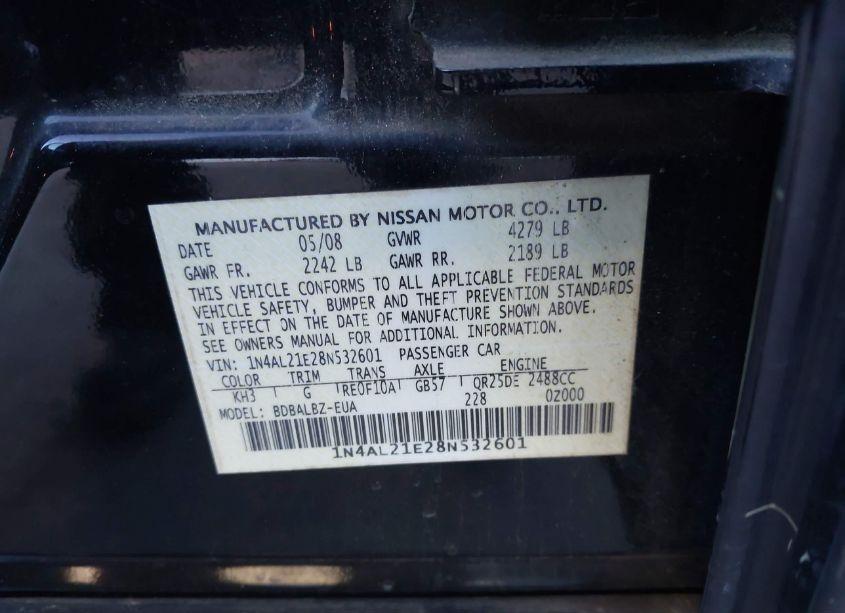 MANUFACTURED BY NISSAN MOTOR CO., LTD.
DATE 05/08 GVWR 4279 LB
GAWR FR. 2242 LB GAWR RR. 2189 LB
THIS VEHICLE CONFORMS TO ALL APPLICABLE FEDERAL MOTOR
VEHICLE SAFETY, BUMPER AND THEFT PREVENTION STANDARDS
IN EFFECT ON THE DATE OF MANUFACTURE SHOWN ABOVE.
SEE OWNERS MANUAL FOR ADDITIONAL INFORMATION.
VIN: 1N4AL21E28N532601 PASSENGER CAR
COLOR TRIM TRANS AXLE ENGINE
KH3 G RE0F10A GB57 QR25DE 2488CC
MODEL: BDBALBZ-EUA 228 0Z000
1N4AL21E28N532601